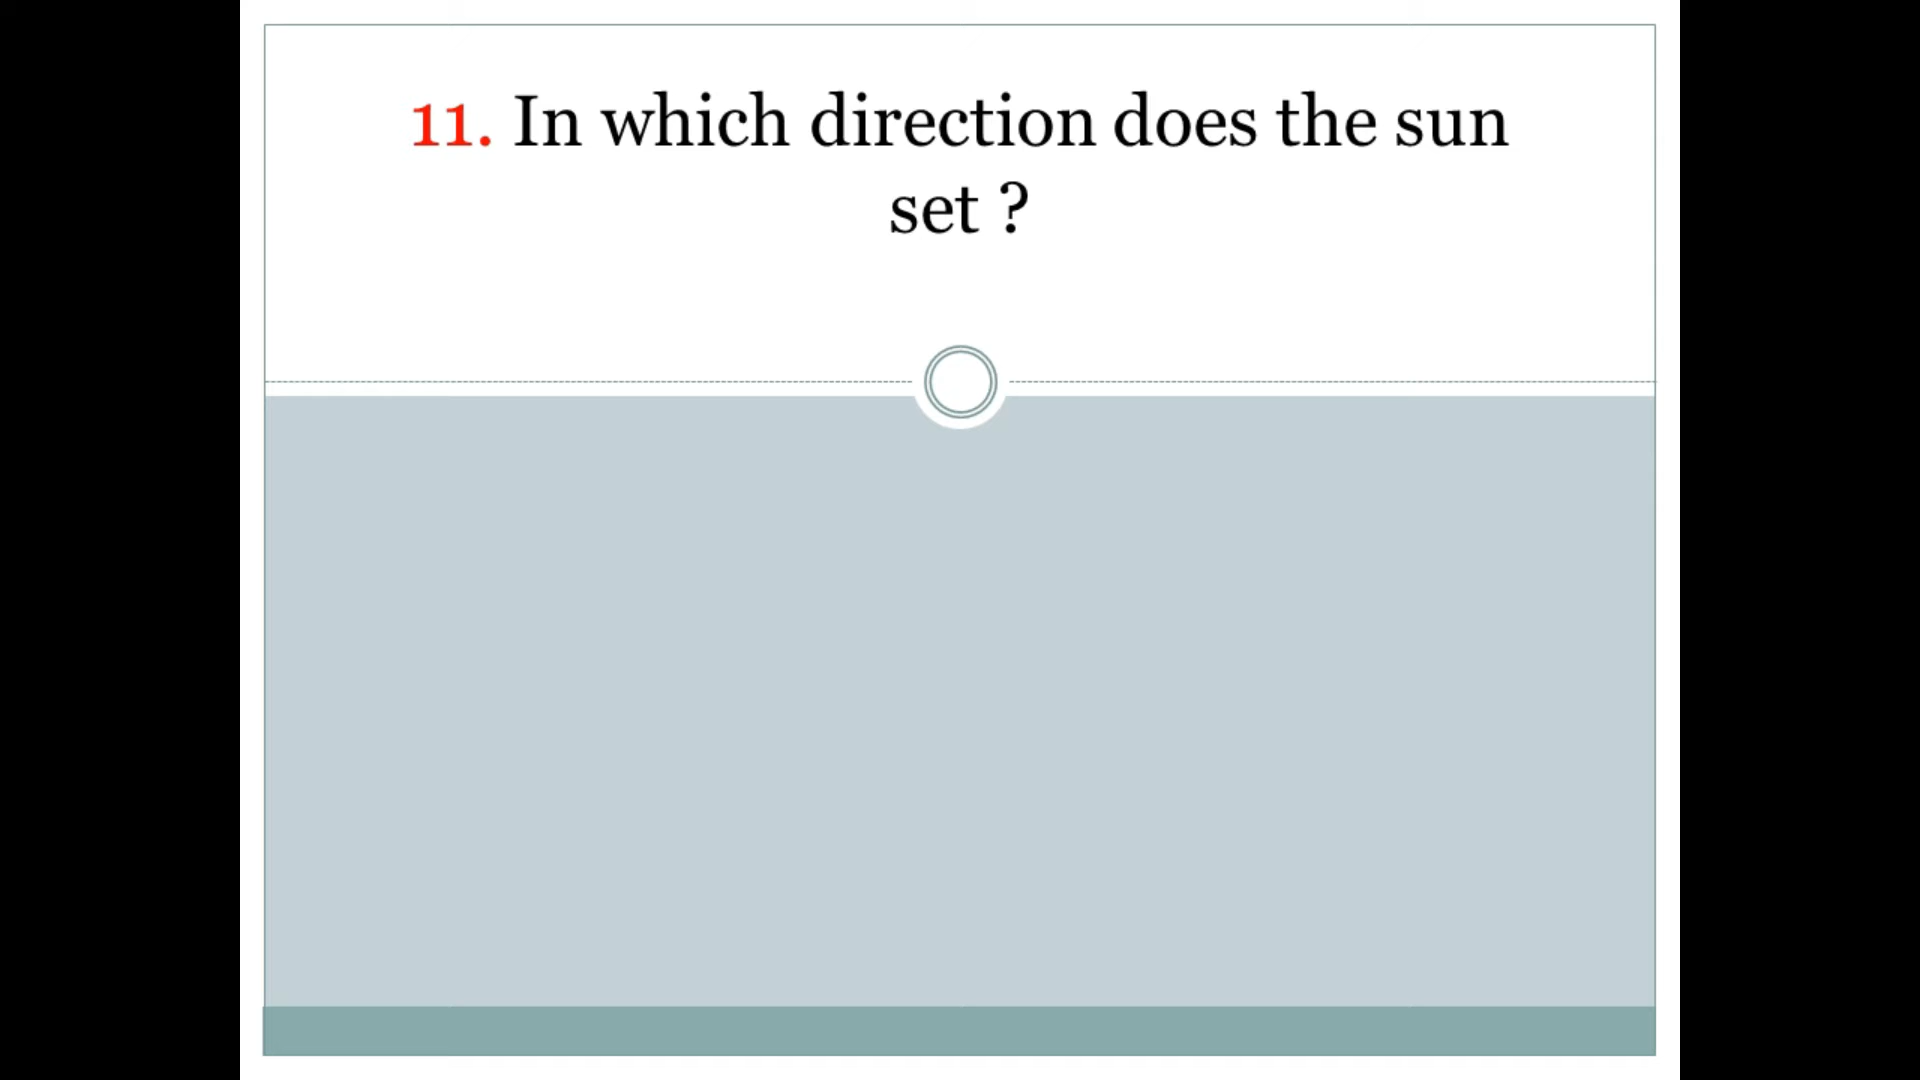 11. In which direction does the sun
set ?